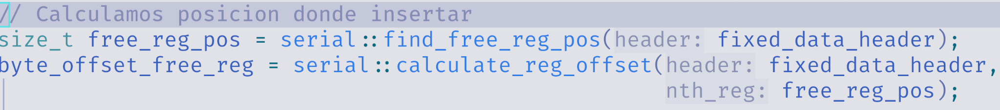 // Calculamos posicion donde insertar
size_t free_reg_pos = serial::find_free_reg_pos(header: fixed_data_header);
byte_offset_free_reg = serial::calculate_reg_offset(header: fixed_data_header,
nth_reg: free_reg_pos);